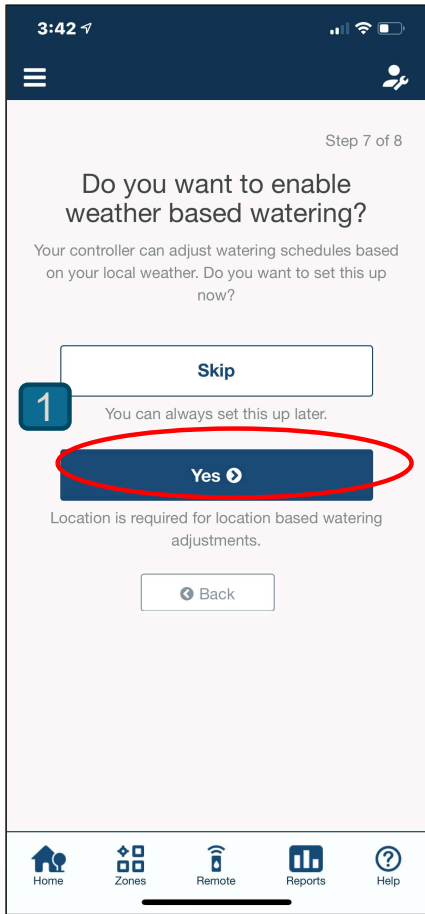 3:42
Step 7 of 8
Do you want to enable
weather based watering?
Your controller can adjust watering schedules based
on your local weather. Do you want to set this up
now?
Skip
1
You can always set this up later.
Yes
Location is required for location based watering
adjustments.
Back
Home Zones Remote Reports Help